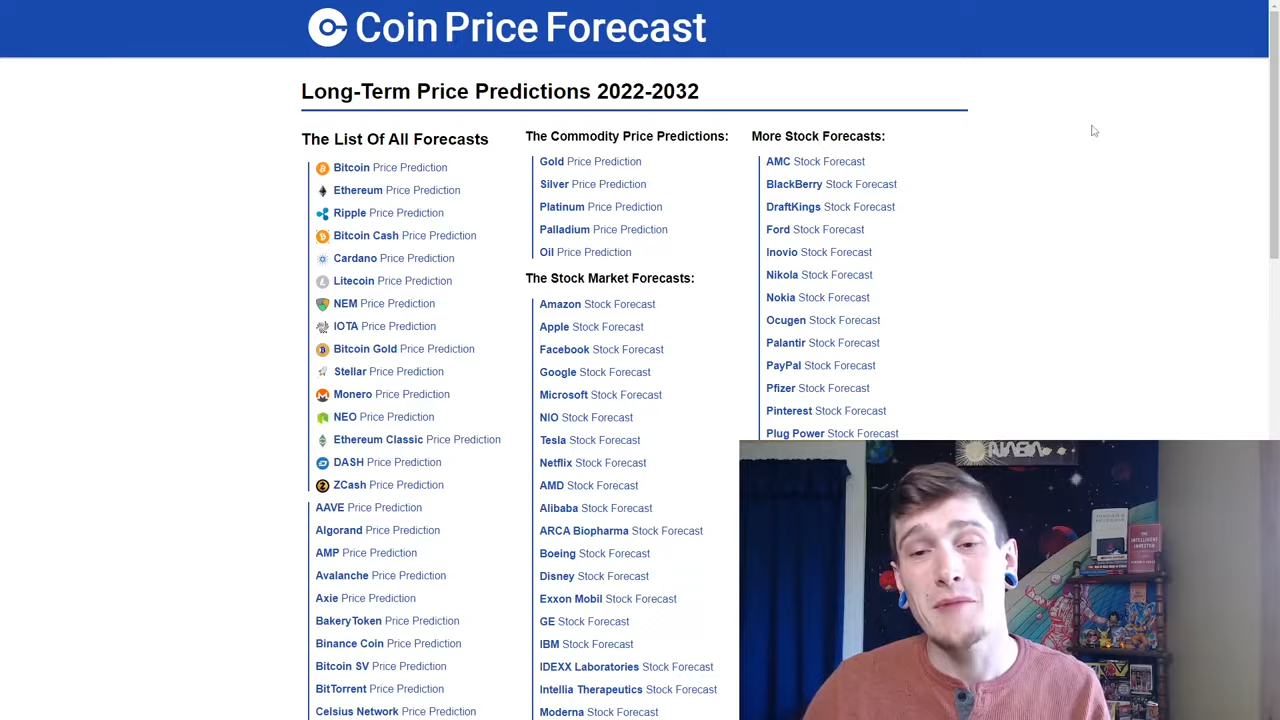 Coin Price Forecast
Long-Term Price Predictions 2022-2032
The List Of All Forecasts
Bitcoin Price Prediction
Ethereum Price Prediction
Ripple Price Prediction
Bitcoin Cash Price Prediction
Cardano Price Prediction
Litecoin Price Prediction
NEM Price Prediction
IOTA Price Prediction
Bitcoin Gold Price Prediction
Stellar Price Prediction
Monero Price Prediction
NEO Price Prediction
Ethereum Classic Price Prediction
DASH Price Prediction
ZCash Price Prediction
AAVE Price Prediction
Algorand Price Prediction
AMP Price Prediction
Avalanche Price Prediction
Axie Price Prediction
BakeryToken Price Prediction
Binance Coin Price Prediction
Bitcoin SV Price Prediction
BitTorrent Price Prediction
Celsius Network Price Prediction
The Commodity Price Predictions:
Gold Price Prediction
Silver Price Prediction
Platinum Price Prediction
Palladium Price Prediction
Oil Price Prediction
The Stock Market Forecasts:
Amazon Stock Forecast
Apple Stock Forecast
Facebook Stock Forecast
Google Stock Forecast
Microsoft Stock Forecast
NIO Stock Forecast
Tesla Stock Forecast
Netflix Stock Forecast
AMD Stock Forecast
Alibaba Stock Forecast
ARCA Biopharma Stock Forecast
Boeing Stock Forecast
Disney Stock Forecast
Exxon Mobil Stock Forecast
GE Stock Forecast
IBM Stock Forecast
IDEXX Laboratories Stock Forecast
Intellia Therapeutics Stock Forecast
Moderna Stock Forecast
More Stock Forecasts:
AMC Stock Forecast
BlackBerry Stock Forecast
DraftKings Stock Forecast
Ford Stock Forecast
Inovio Stock Forecast
Nikola Stock Forecast
Nokia Stock Forecast
Ocugen Stock Forecast
Palantir Stock Forecast
PayPal Stock Forecast
Pfizer Stock Forecast
Pinterest Stock Forecast
Plug Power Stock Forecast
NASA
THE
INTELLIGENT
INVESTOR